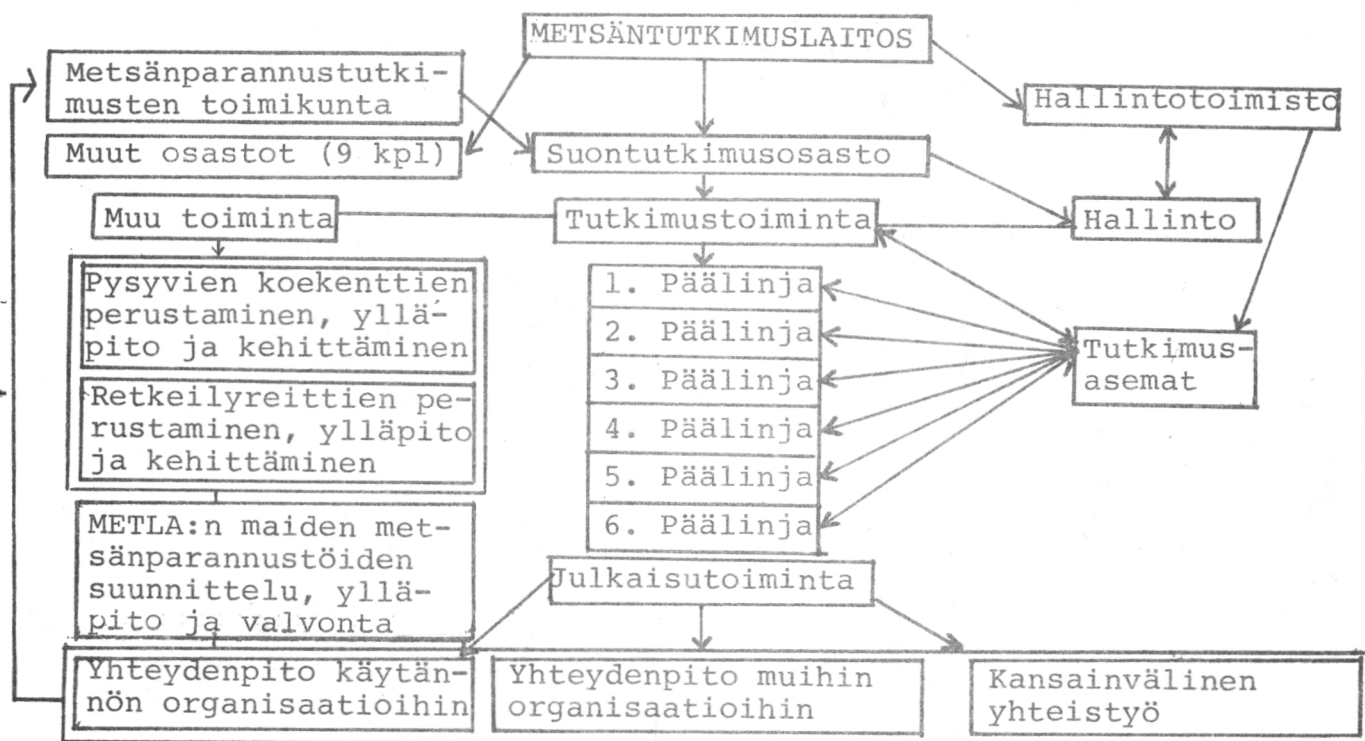 METSÄNTUTKIMUSLAITOS
Metsänparannustutki-
musten toimikunta
Hallintotoimisto
Muut osastot (9 kpl)
Suontutkimusosasto
Muu toiminta
Tutkimustoiminta
Hallinto
Pysyvien koekenttien
perustaminen, yllä-
pito ja kehittäminen
Retkeilyreittien pe-
rustaminen, ylläpito
ja kehittäminen
1. Päälinja
2. Päälinja
3. Päälinja
4. Päälinja
5. Päälinja
6. Päälinja
Tutkimus-
asemat
METLA:n maiden met-
sänparannustöiden
suunnittelu, yllä-
pito ja valvonta
Julkaisutoiminta
Yhteydenpito käytän-
nön organisaatioihin
Yhteydenpito muihin
organisaatioihin
Kansainvälinen
yhteistyö